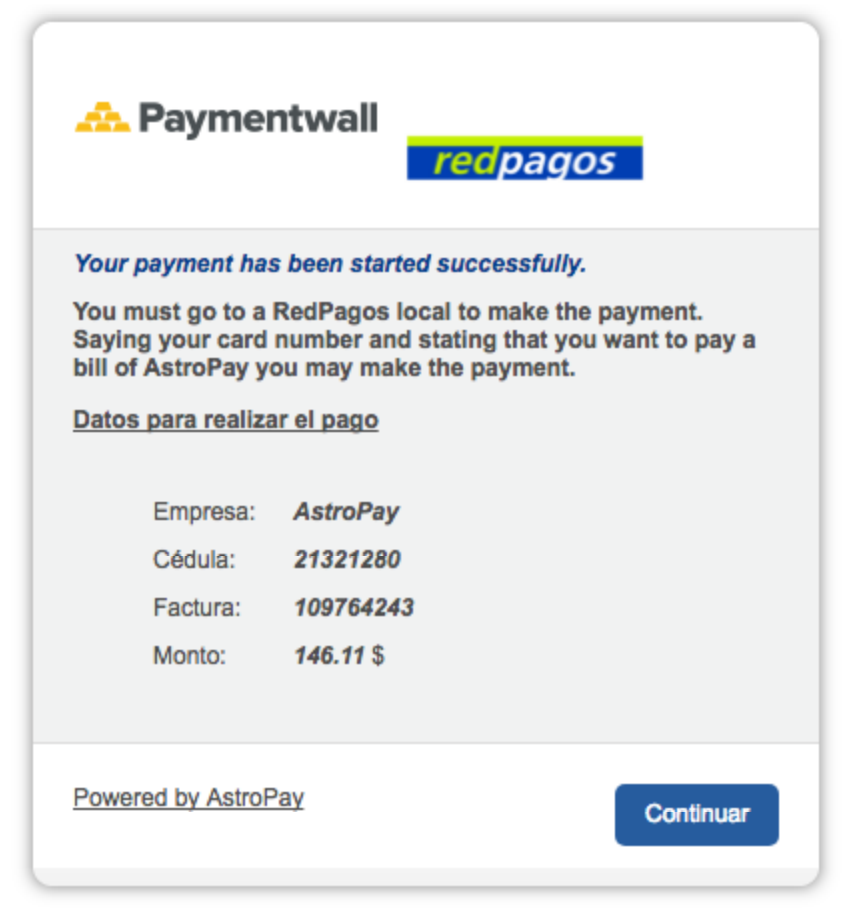 Paymentwall
redpagos
Your payment has been started successfully.
You must go to a RedPagos local to make the payment.
Saying your card number and stating that you want to pay a
bill of AstroPay you may make the payment.
Datos para realizar el pago
Empresa: AstroPay
Cédula: 21321280
Factura: 109764243
Monto: 146.11 $
Powered by AstroPay
Continuar